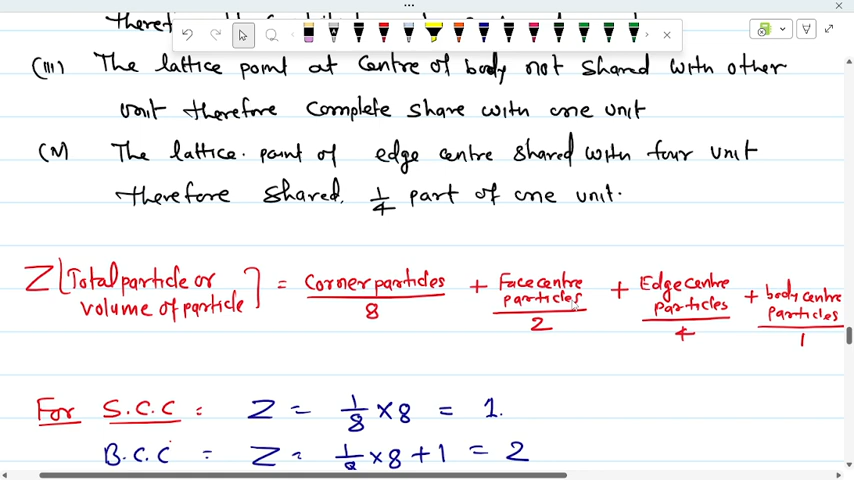 (III) The lattice point at centre of body not shared with other
unit therefore complete share with one unit
(IV) The lattice point of edge centre shared with four unit
therefore shared 1/4 part of one unit.
Z [Total particle or volume of particle] = Corner particles / 8 + Face centre particles / 2 + Edge centre particles / 4 + body centre particles / 1
For S.C.C = Z = 1/8 × 8 = 1.
B.C.C = Z = 1/8 × 8 + 1 = 2